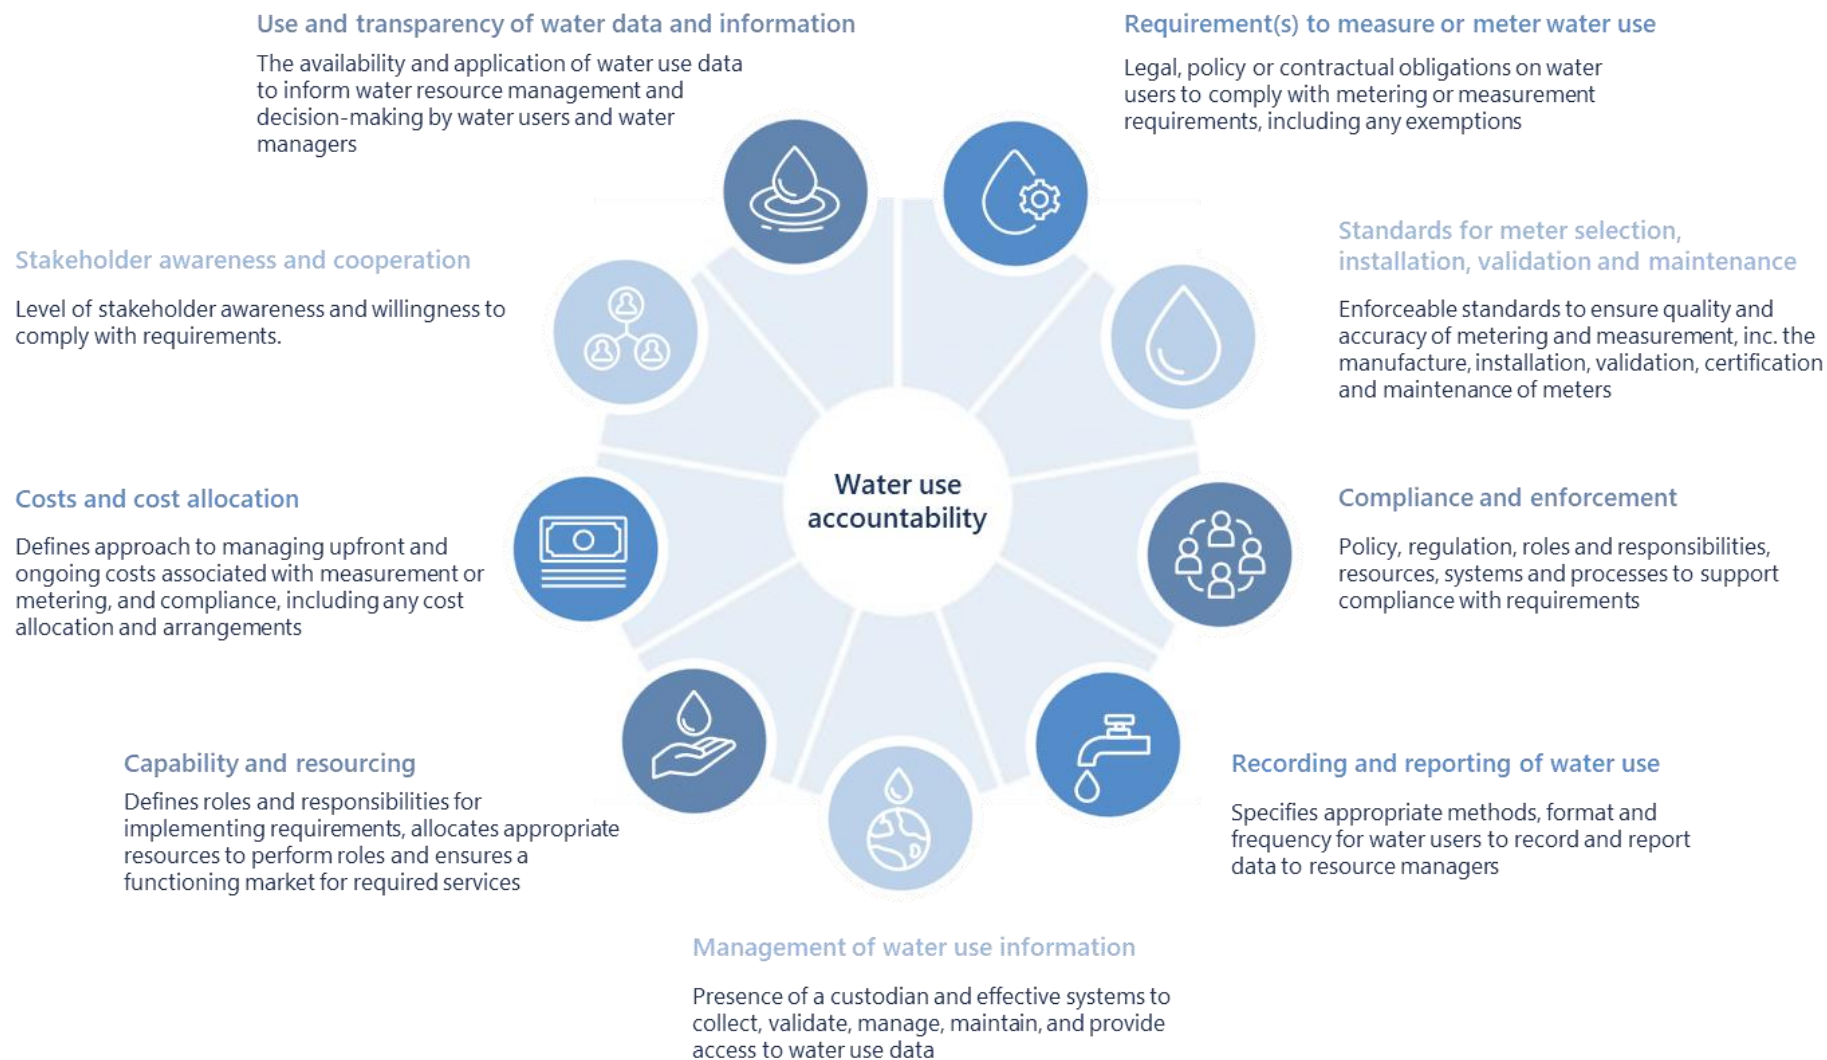 Use and transparency of water data and information
The availability and application of water use data
to inform water resource management and
decision-making by water users and water
managers
Requirement(s) to measure or meter water use
Legal, policy or contractual obligations on water
users to comply with metering or measurement
requirements, including any exemptions
Stakeholder awareness and cooperation
Level of stakeholder awareness and willingness to
comply with requirements.
Standards for meter selection,
installation, validation and maintenance
Enforceable standards to ensure quality and
accuracy of metering and measurement, inc. the
manufacture, installation, validation, certification
and maintenance of meters
Water use
accountability
Costs and cost allocation
Defines approach to managing upfront and
ongoing costs associated with measurement or
metering, and compliance, including any cost
allocation and arrangements
Compliance and enforcement
Policy, regulation, roles and responsibilities,
resources, systems and processes to support
compliance with requirements
Capability and resourcing
Defines roles and responsibilities for
implementing requirements, allocates appropriate
resources to perform roles and ensures a
functioning market for required services
Recording and reporting of water use
Specifies appropriate methods, format and
frequency for water users to record and report
data to resource managers
Management of water use information
Presence of a custodian and effective systems to
collect, validate, manage, maintain, and provide
access to water use data